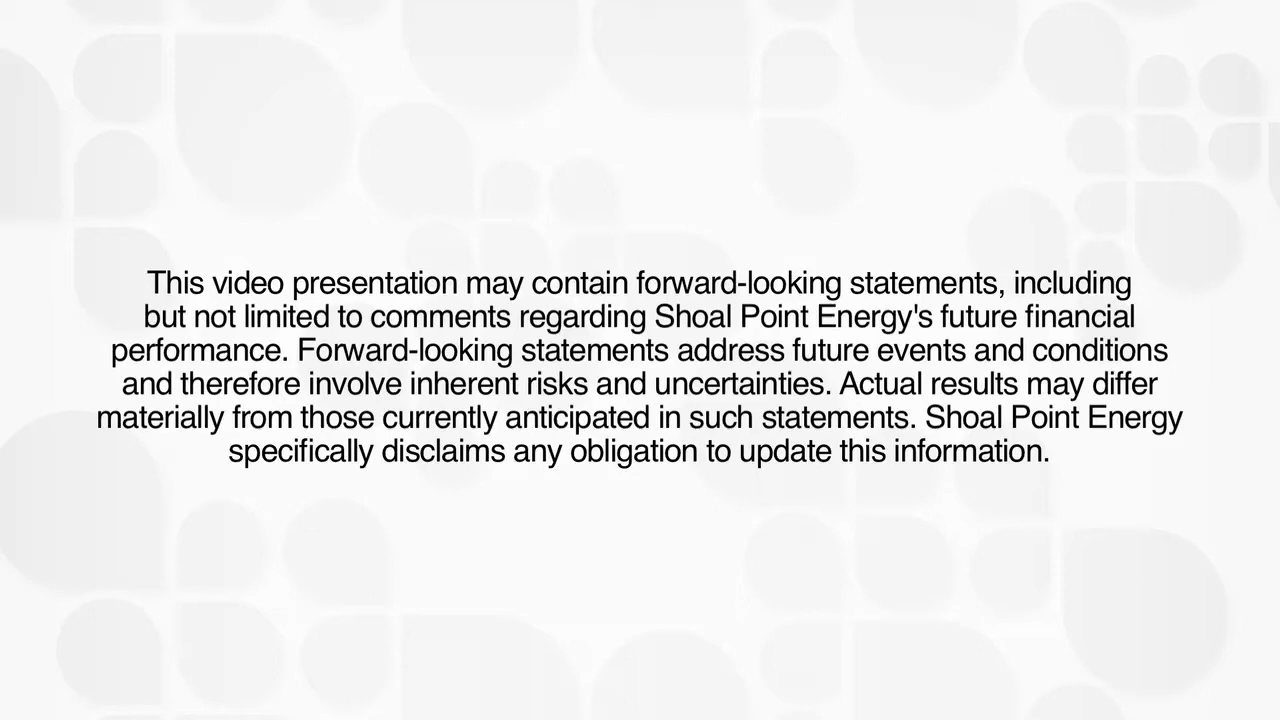 This video presentation may contain forward-looking statements, including
but not limited to comments regarding Shoal Point Energy's future financial
performance. Forward-looking statements address future events and conditions
and therefore involve inherent risks and uncertainties. Actual results may differ
materially from those currently anticipated in such statements. Shoal Point Energy
specifically disclaims any obligation to update this information.